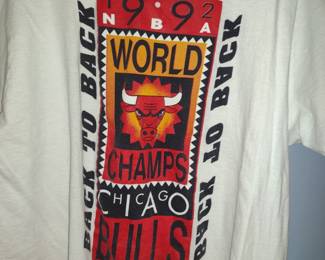 1992
NBA
WORLD
CHAMPS
CHICAGO
BULLS
BACK TO BACK
BACK TO BACK